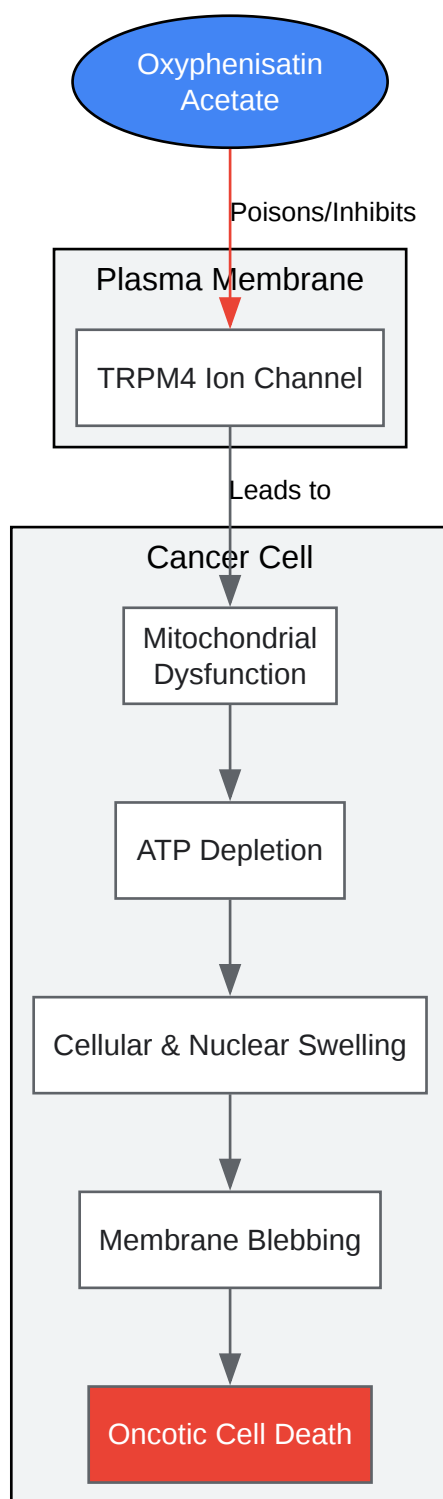 Oxyphenisatin
Acetate
Poisons/Inhibits
Plasma Membrane
TRPM4 Ion Channel
Leads to
Cancer Cell
Mitochondrial
Dysfunction
ATP Depletion
Cellular & Nuclear Swelling
Membrane Blebbing
Oncotic Cell Death